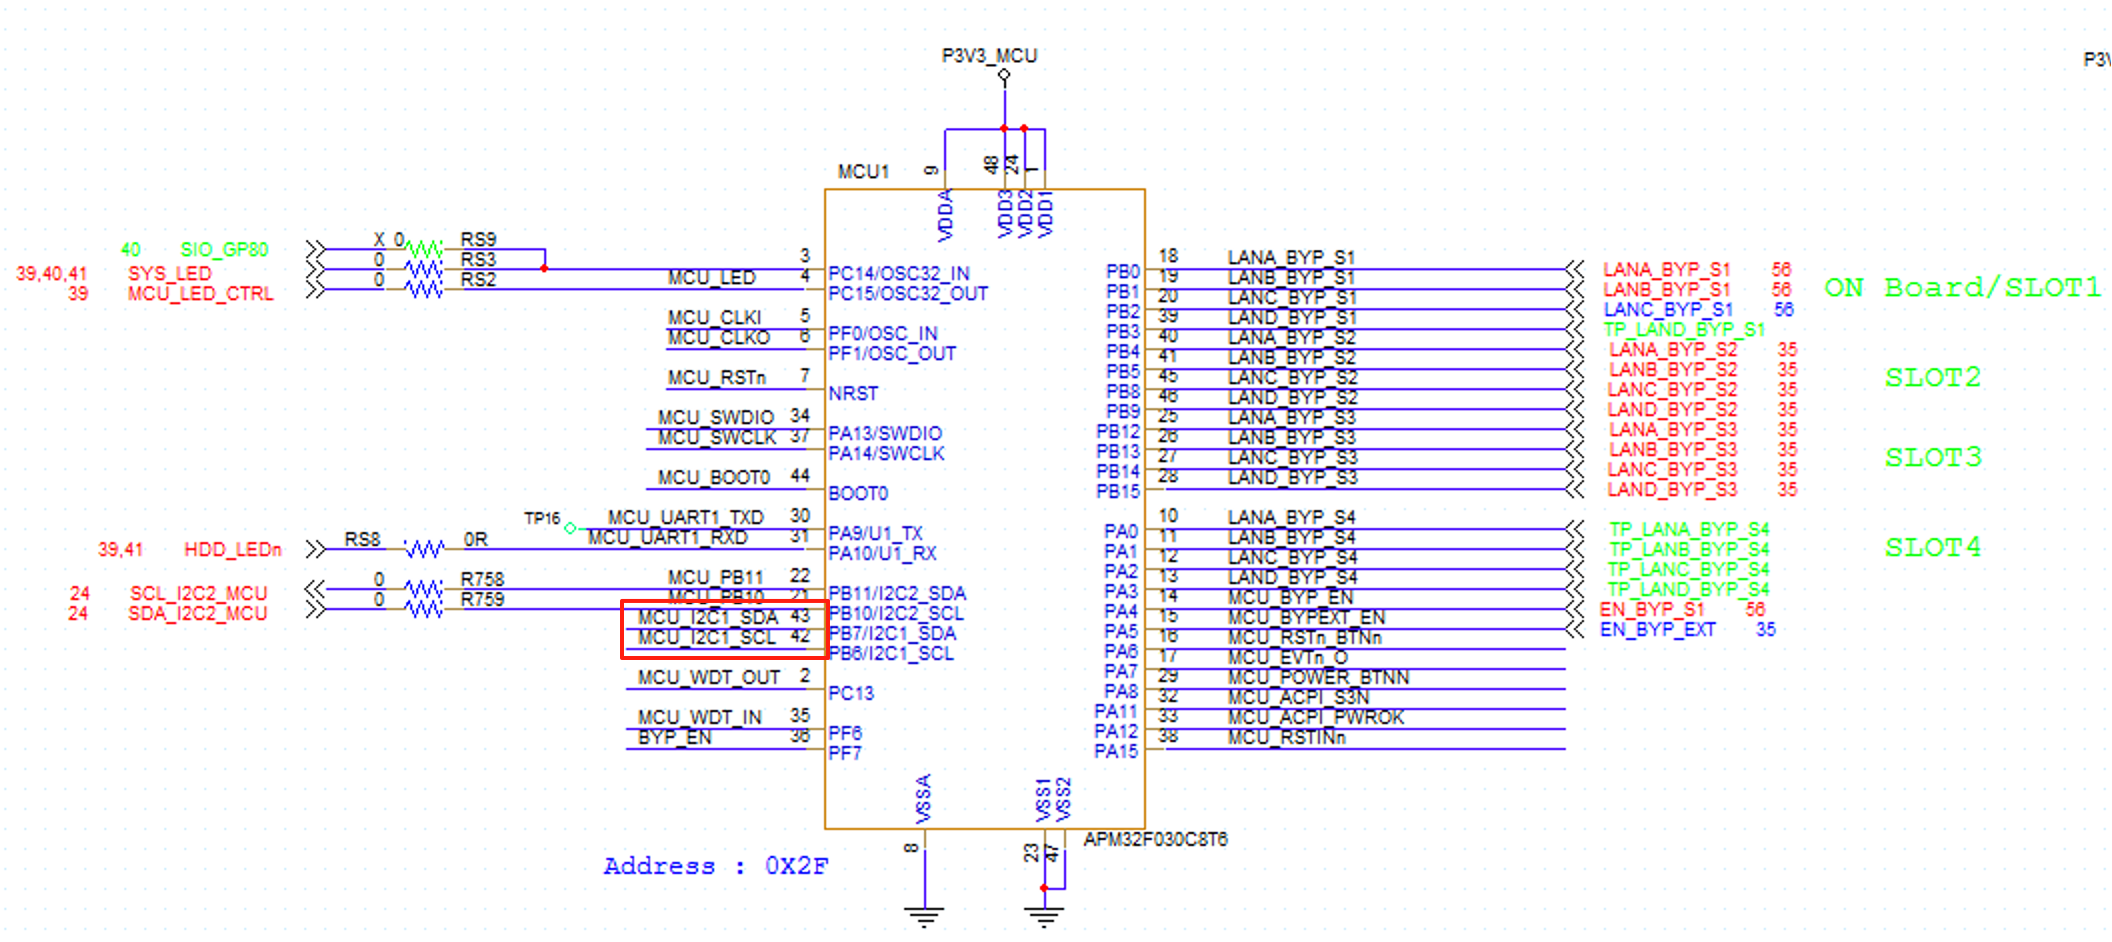 P3V3_MCU
P3V
MCU1
9 48 24 1
VDDA VDD3 VDD2 VDD1
40 SIO_GP80 X 0 RS9
39,40,41 SYS_LED 0 RS3 3 PC14/OSC32_IN
39 MCU_LED_CTRL 0 RS2 MCU_LED 4 PC15/OSC32_OUT
MCU_CLKI 5 PF0/OSC_IN
MCU_CLKO 6 PF1/OSC_OUT
MCU_RSTn 7 NRST
MCU_SWDIO 34 PA13/SWDIO
MCU_SWCLK 37 PA14/SWCLK
MCU_BOOT0 44 BOOT0
TP16 MCU_UART1_TXD 30 PA9/U1_TX
39,41 HDD_LEDn RS8 0R MCU_UART1_RXD 31 PA10/U1_RX
24 SCL_I2C2_MCU 0 R758 MCU_PB11 22 PB11/I2C2_SDA
24 SDA_I2C2_MCU 0 R759 MCU_PB10 21 PB10/I2C2_SCL
MCU_I2C1_SDA 43 PB7/I2C1_SDA
MCU_I2C1_SCL 42 PB6/I2C1_SCL
MCU_WDT_OUT 2 PC13
MCU_WDT_IN 35 PF6
BYP_EN 36 PF7
PB0 18 LANA_BYP_S1 LANA_BYP_S1 56
PB1 19 LANB_BYP_S1 LANB_BYP_S1 56
ON Board/SLOT1
PB2 20 LANC_BYP_S1 LANC_BYP_S1 56
PB3 39 LAND_BYP_S1 TP_LAND_BYP_S1
PB4 40 LANA_BYP_S2 LANA_BYP_S2 35
PB5 41 LANB_BYP_S2 LANB_BYP_S2 35
SLOT2
PB8 45 LANC_BYP_S2 LANC_BYP_S2 35
PB9 46 LAND_BYP_S2 LAND_BYP_S2 35
PB12 25 LANA_BYP_S3 LANA_BYP_S3 35
PB13 26 LANB_BYP_S3 LANB_BYP_S3 35
SLOT3
PB14 27 LANC_BYP_S3 LANC_BYP_S3 35
PB15 28 LAND_BYP_S3 LAND_BYP_S3 35
PA0 10 LANA_BYP_S4 TP_LANA_BYP_S4
PA1 11 LANB_BYP_S4 TP_LANB_BYP_S4
SLOT4
PA2 12 LANC_BYP_S4 TP_LANC_BYP_S4
PA3 13 LAND_BYP_S4 TP_LAND_BYP_S4
PA4 14 MCU_BYP_EN EN_BYP_S1 56
PA5 15 MCU_BYPEXT_EN EN_BYP_EXT 35
PA6 16 MCU_RSTn_BTNn
PA7 17 MCU_EVTn_O
PA8 29 MCU_POWER_BTNN
PA11 32 MCU_ACPI_S3N
PA12 33 MCU_ACPI_PWROK
PA15 38 MCU_RSTINn
VSSA VSS1 VSS2
8 23 47
APM32F030C8T6
Address : 0X2F